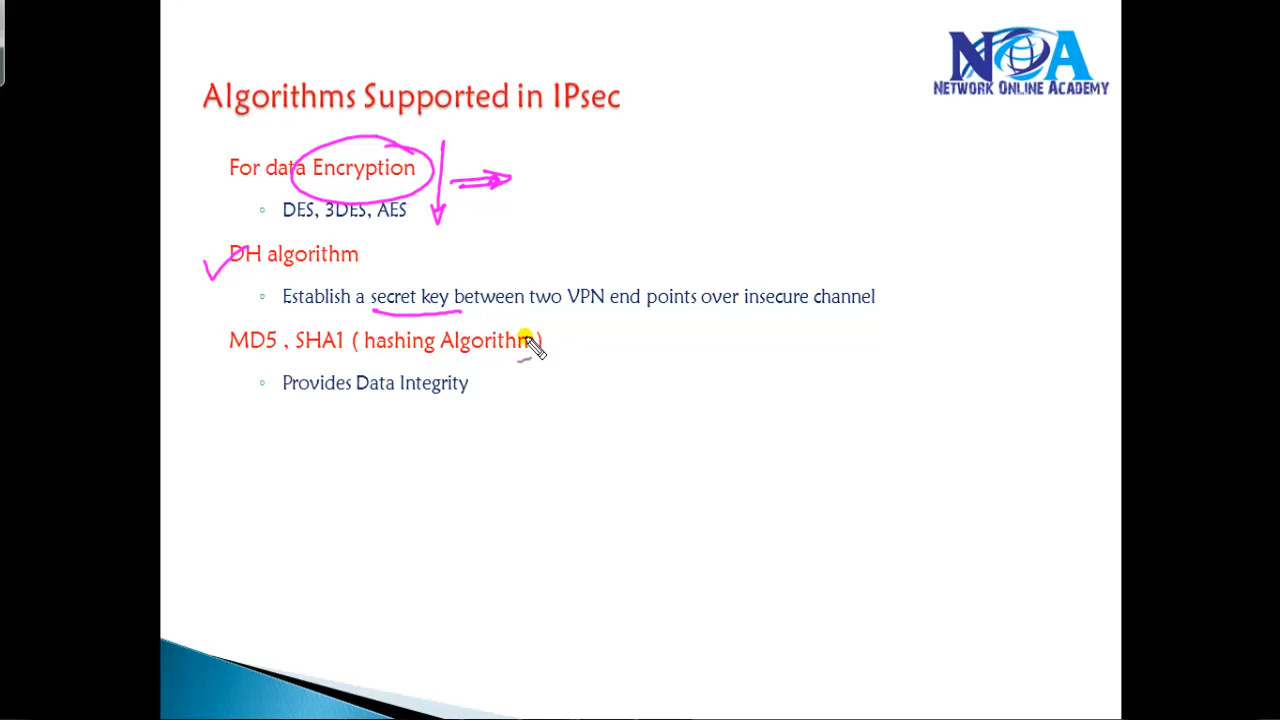 NOA
NETWORK ONLINE ACADEMY
Algorithms Supported in IPsec
For data Encryption
DES, 3DES, AES
DH algorithm
Establish a secret key between two VPN end points over insecure channel
MD5 , SHA1 ( hashing Algorithm )
Provides Data Integrity